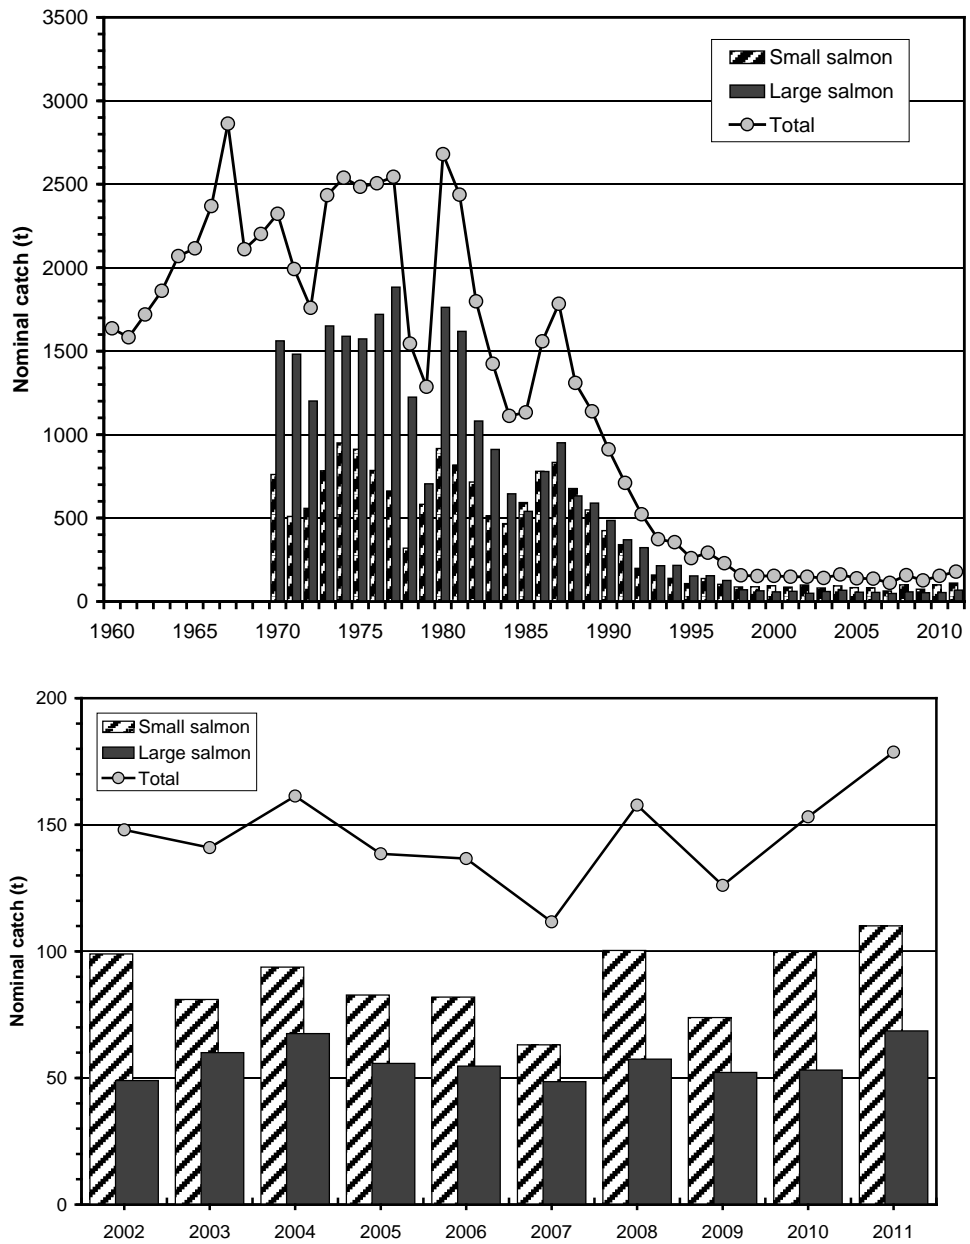 3500
3000
2500
2000
1500
1000
500
0
Nominal catch (t)
Small salmon
Large salmon
Total
1960 1965 1970 1975 1980 1985 1990 1995 2000 2005 2010
200
150
100
50
0
Nominal catch (t)
Small salmon
Large salmon
Total
2002 2003 2004 2005 2006 2007 2008 2009 2010 2011